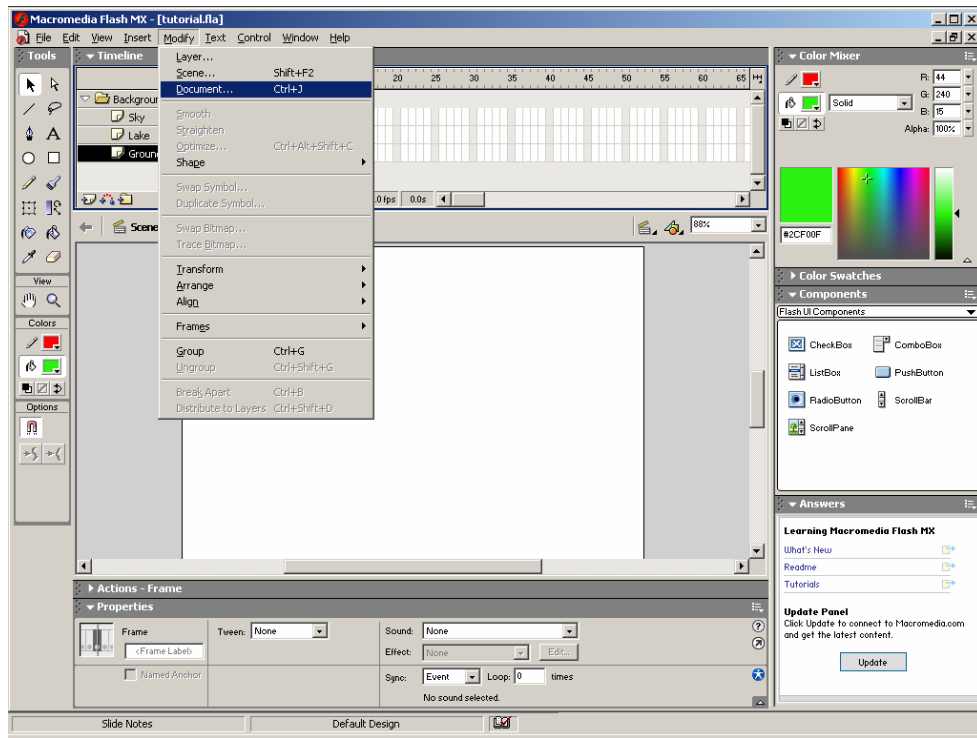 Macromedia Flash MX - [tutorial.fla]
File Edit View Insert Modify Text Control Window Help
Tools
Timeline
Layer...
Scene... Shift+F2
Document... Ctrl+J
Smooth
Straighten
Optimize... Ctrl+Alt+Shift+C
Shape
Swap Symbol...
Duplicate Symbol...
Swap Bitmap...
Trace Bitmap...
Transform
Arrange
Align
Frames
Group Ctrl+G
Ungroup Ctrl+Shift+G
Break Apart Ctrl+B
Distribute to Layers Ctrl+Shift+D
20 25 30 35 40 45 50 55 60 65
Backgrour
Sky
Lake
Ground
.0 fps 0.0s
Scene
88%
View
Colors
Options
Color Mixer
R: 44
G: 240
B: 15
Solid
Alpha: 100%
#2CF00F
Color Swatches
Components
Flash UI Components
CheckBox ComboBox
ListBox PushButton
RadioButton ScrollBar
ScrollPane
Answers
Learning Macromedia Flash MX
What's New
Readme
Tutorials
Update Panel
Click Update to connect to Macromedia.com
and get the latest content.
Update
Actions - Frame
Properties
Frame Tween: None Sound: None
<Frame Label> Effect: None Edit...
Named Anchor Sync: Event Loop: 0 times
No sound selected.
Slide Notes Default Design